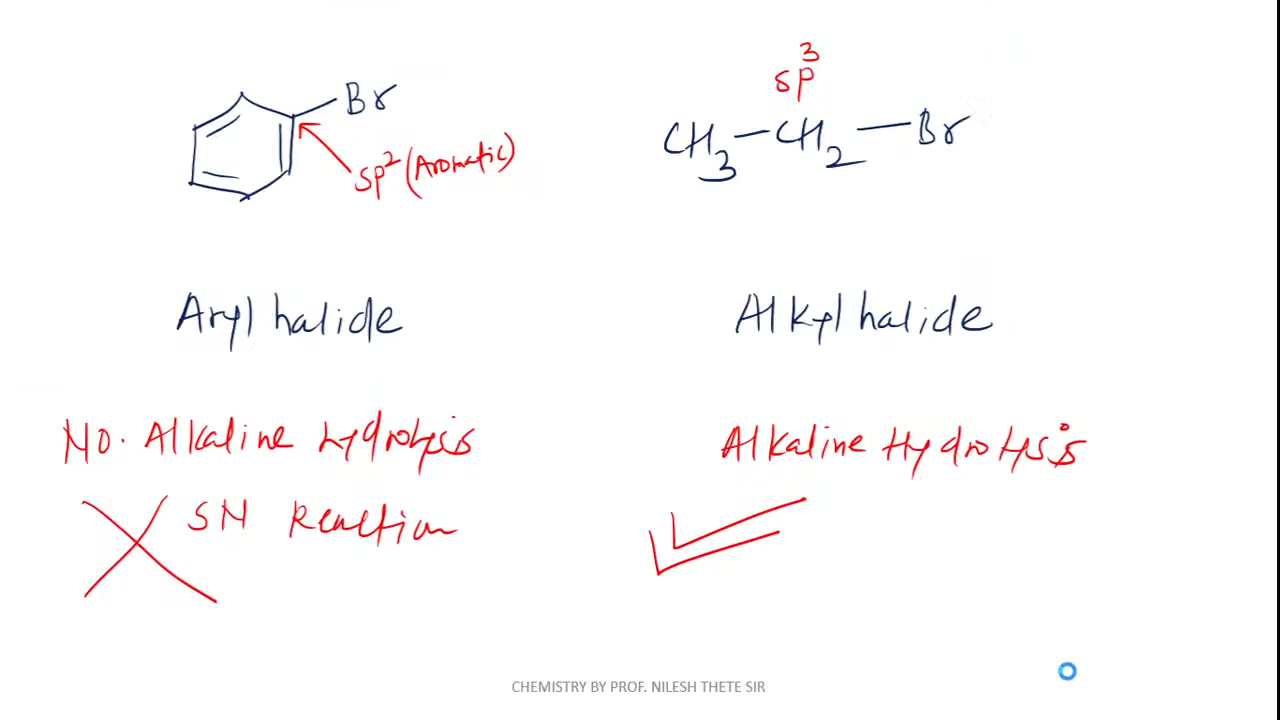 Br
sp² (Aromatic)
sp³
CH₃ – CH₂ – Br
Aryl halide
Alkyl halide
No. Alkaline hydrolysis
SN Reaction
Alkaline Hydrolysis
CHEMISTRY BY PROF. NILESH THETE SIR